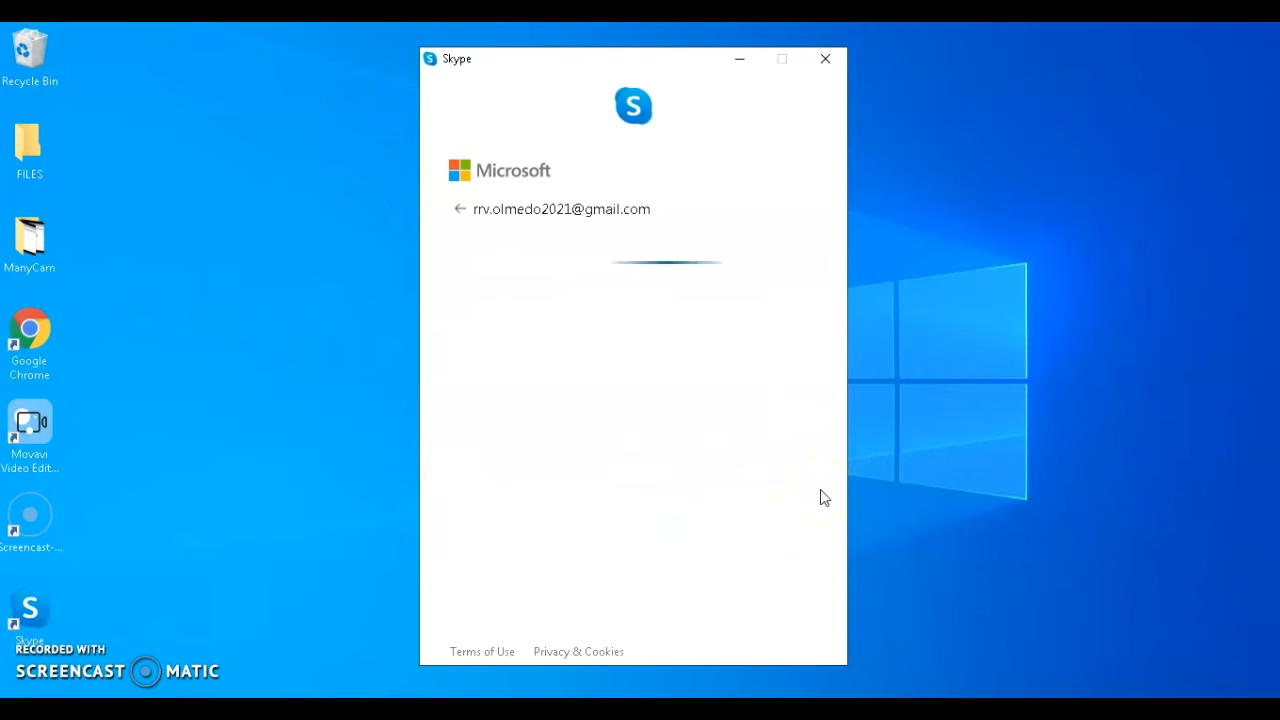 Recycle Bin
FILES
ManyCam
Google
Chrome
Movavi
Video Edit...
Screencast-...
S
Skype
RECORDED WITH
SCREENCAST MATIC
S Skype
S
Microsoft
← rrv.olmedo2021@gmail.com
Terms of Use Privacy & Cookies